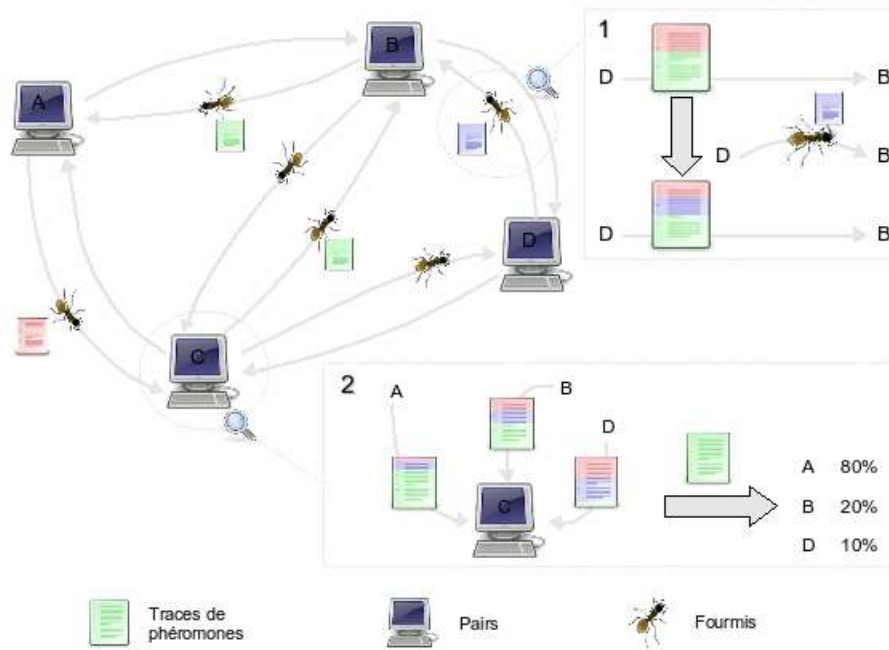 A
B
C
D
1
D
B
D
B
D
B
2
A
B
D
C
A 80%
B 20%
D 10%
Traces de
phéromones
Pairs
Fourmis